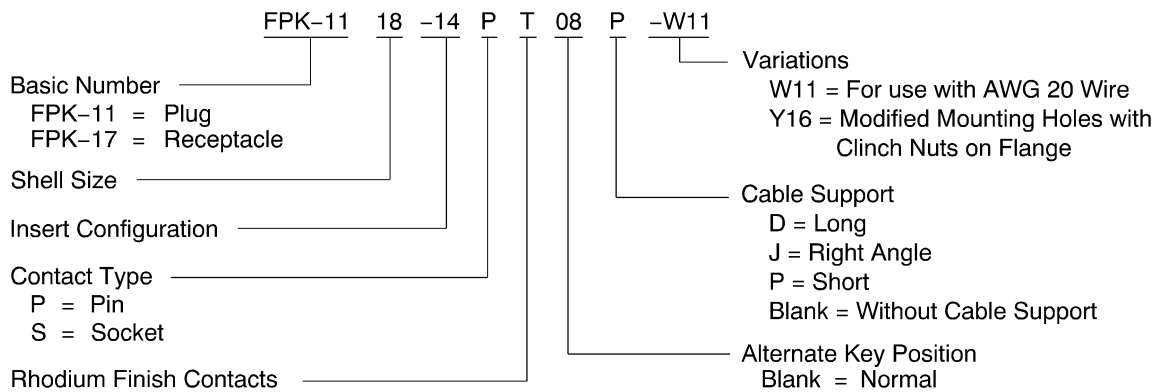 FPK–11 18 –14 P T 08 P –W11
Basic Number
FPK–11 = Plug
FPK–17 = Receptacle
Shell Size
Insert Configuration
Contact Type
P = Pin
S = Socket
Rhodium Finish Contacts
Variations
W11 = For use with AWG 20 Wire
Y16 = Modified Mounting Holes with
Clinch Nuts on Flange
Cable Support
D = Long
J = Right Angle
P = Short
Blank = Without Cable Support
Alternate Key Position
Blank = Normal